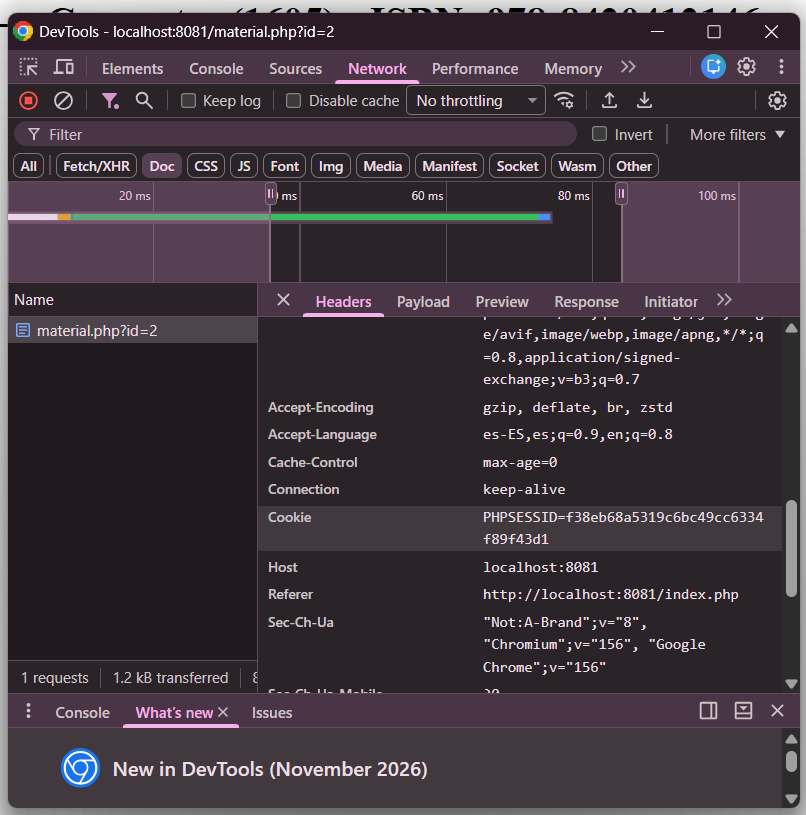 DevTools - localhost:8081/material.php?id=2
Elements Console Sources Network Performance Memory
Keep log Disable cache No throttling
Filter Invert More filters
All Fetch/XHR Doc CSS JS Font Img Media Manifest Socket Wasm Other
20 ms ms 60 ms 80 ms 100 ms
Name
Headers Payload Preview Response Initiator
material.php?id=2
e/avif,image/webp,image/apng,*/*;q
=0.8,application/signed-
exchange;v=b3;q=0.7
Accept-Encoding gzip, deflate, br, zstd
Accept-Language es-ES,es;q=0.9,en;q=0.8
Cache-Control max-age=0
Connection keep-alive
Cookie PHPSESSID=f38eb68a5319c6bc49cc6334
f89f43d1
Host localhost:8081
Referer http://localhost:8081/index.php
Sec-Ch-Ua "Not:A-Brand";v="8",
"Chromium";v="156", "Google
Chrome";v="156"
1 requests 1.2 kB transferred
Console What's new Issues
New in DevTools (November 2026)